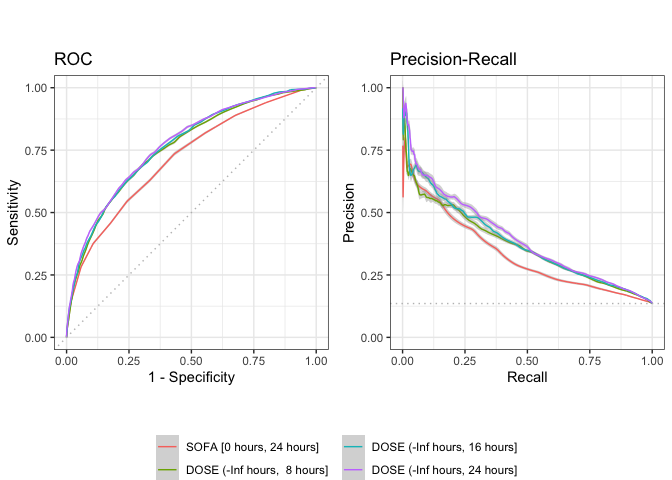 ROC
Precision-Recall
1.00
0.75
0.50
0.25
0.00
Sensitivity
0.00 0.25 0.50 0.75 1.00
1 - Specificity
1.00
0.75
0.50
0.25
0.00
Precision
0.00 0.25 0.50 0.75 1.00
Recall
SOFA [0 hours, 24 hours]
DOSE (-Inf hours,  8 hours]
DOSE (-Inf hours, 16 hours]
DOSE (-Inf hours, 24 hours]